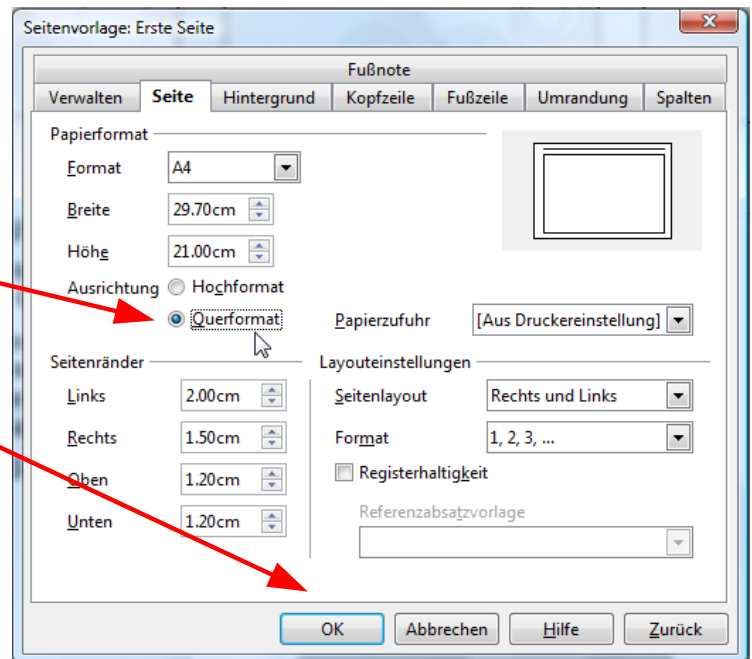 Seitenvorlage: Erste Seite
Fußnote
Verwalten Seite Hintergrund Kopfzeile Fußzeile Umrandung Spalten
Papierformat
Format A4
Breite 29.70cm
Höhe 21.00cm
Ausrichtung Hochformat
Querformat Papierzufuhr [Aus Druckereinstellung]
Seitenränder Layouteinstellungen
Links 2.00cm Seitenlayout Rechts und Links
Rechts 1.50cm Format 1, 2, 3, ...
Oben 1.20cm Registerhaltigkeit
Referenzabsatzvorlage
Unten 1.20cm
OK Abbrechen Hilfe Zurück